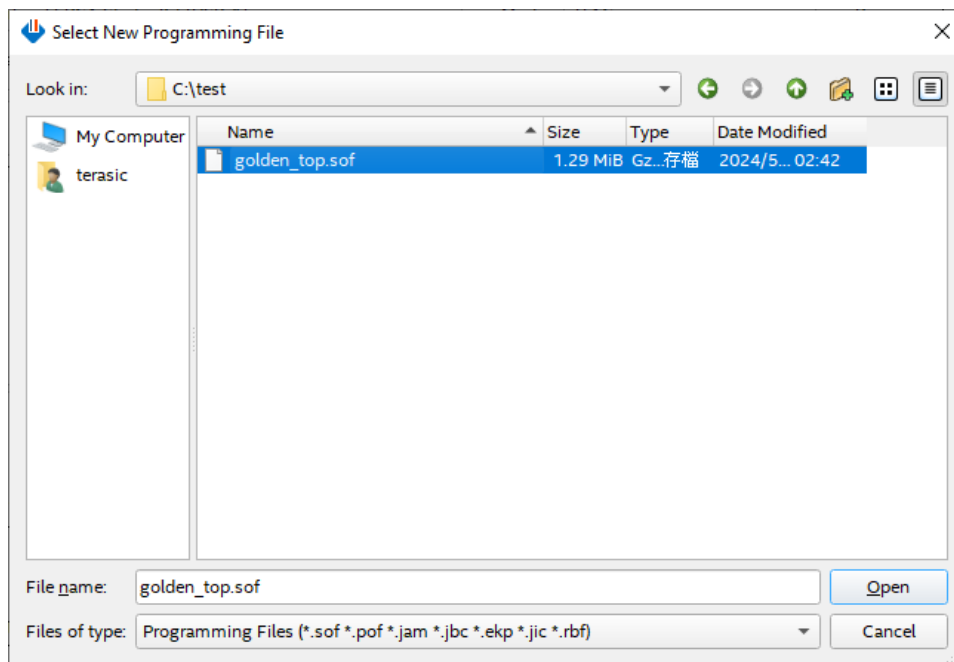 Select New Programming File
Look in: C:\test
My Computer
terasic
Name Size Type Date Modified
golden_top.sof 1.29 MiB Gz...存檔 2024/5... 02:42
File name: golden_top.sof Open
Files of type: Programming Files (*.sof *.pof *.jam *.jbc *.ekp *.jic *.rbf) Cancel